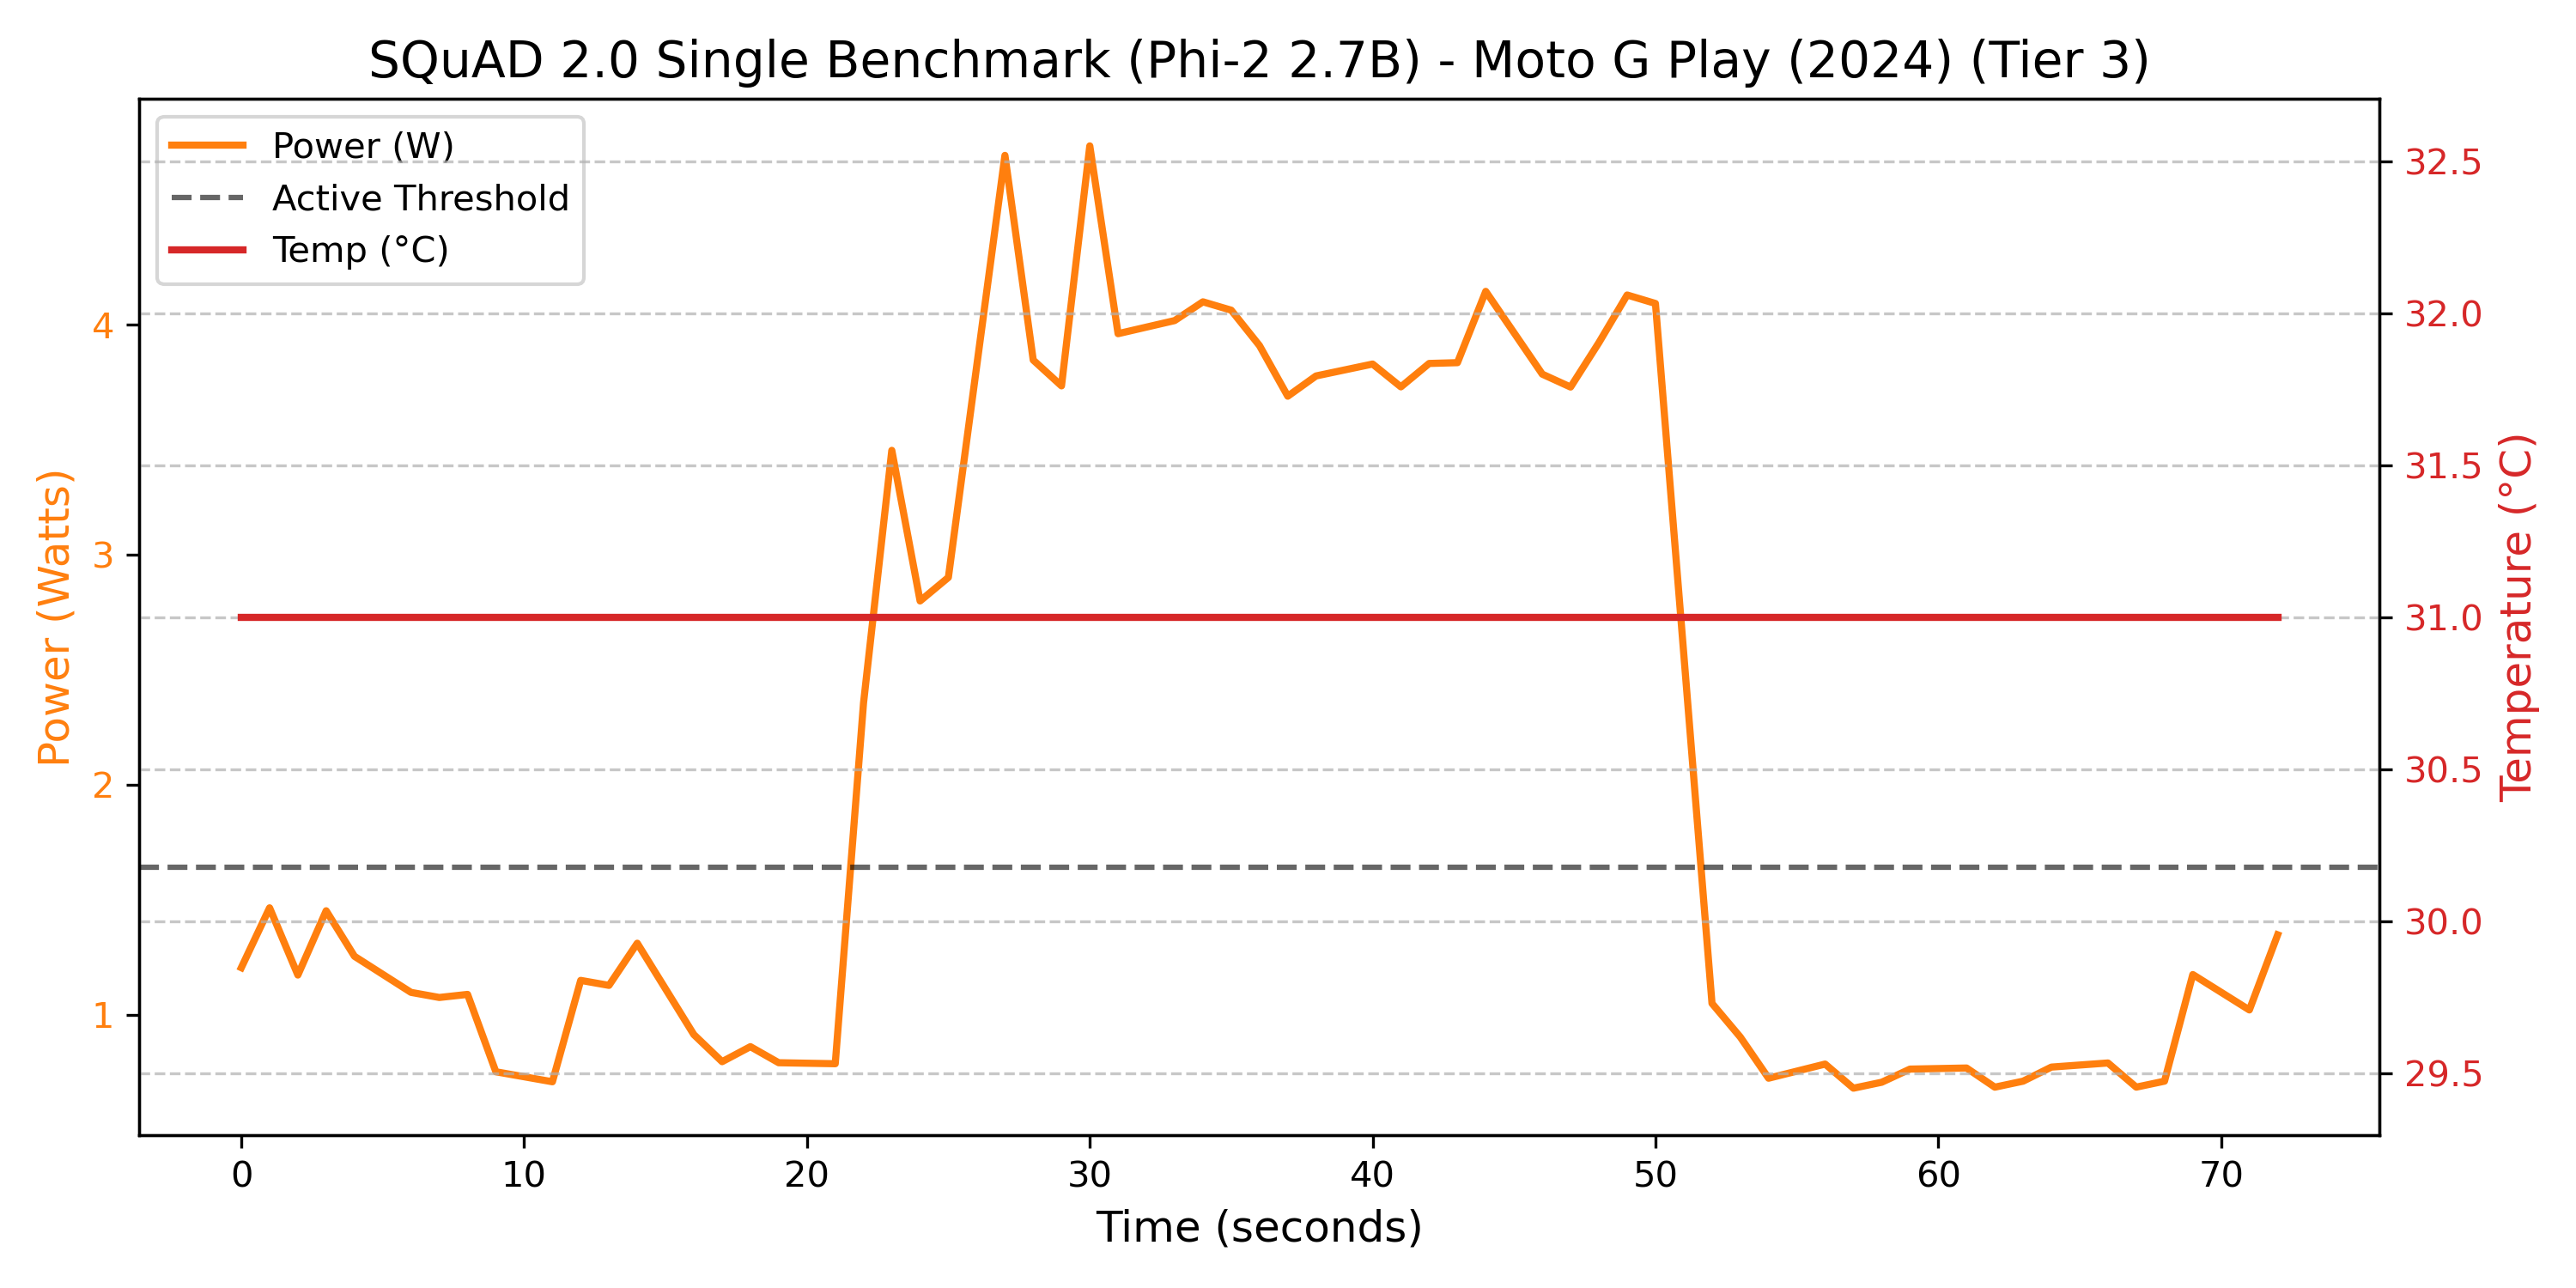 SQuAD 2.0 Single Benchmark (Phi-2 2.7B) - Moto G Play (2024) (Tier 3)
Power (W)
Active Threshold
Temp (°C)
Power (Watts)
4
3
2
1
32.5
32.0
31.5
31.0
30.5
30.0
29.5
Temperature (°C)
0 10 20 30 40 50 60 70
Time (seconds)